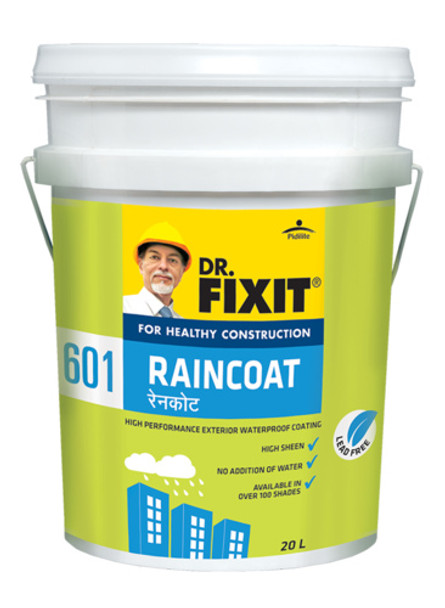 Pidilite
DR.
FIXIT®
FOR HEALTHY CONSTRUCTION
601
RAINCOAT
रेनकोट
HIGH PERFORMANCE EXTERIOR WATERPROOF COATING
HIGH SHEEN
NO ADDITION OF WATER
AVAILABLE IN
OVER 100 SHADES
LEAD FREE
20 L